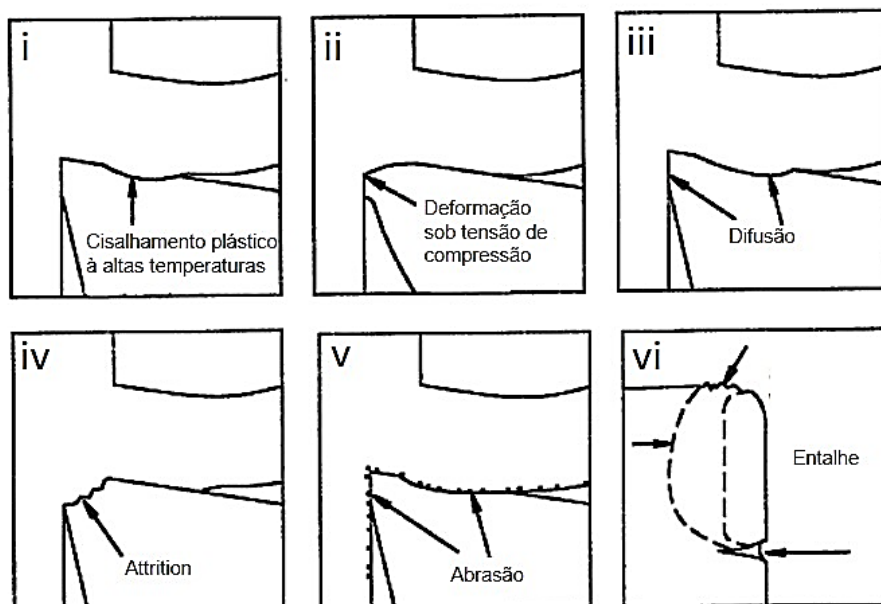 i
Cisalhamento plástico
à altas temperaturas
ii
Deformação
sob tensão de
compressão
iii
Difusão
iv
Attrition
v
Abrasão
vi
Entalhe